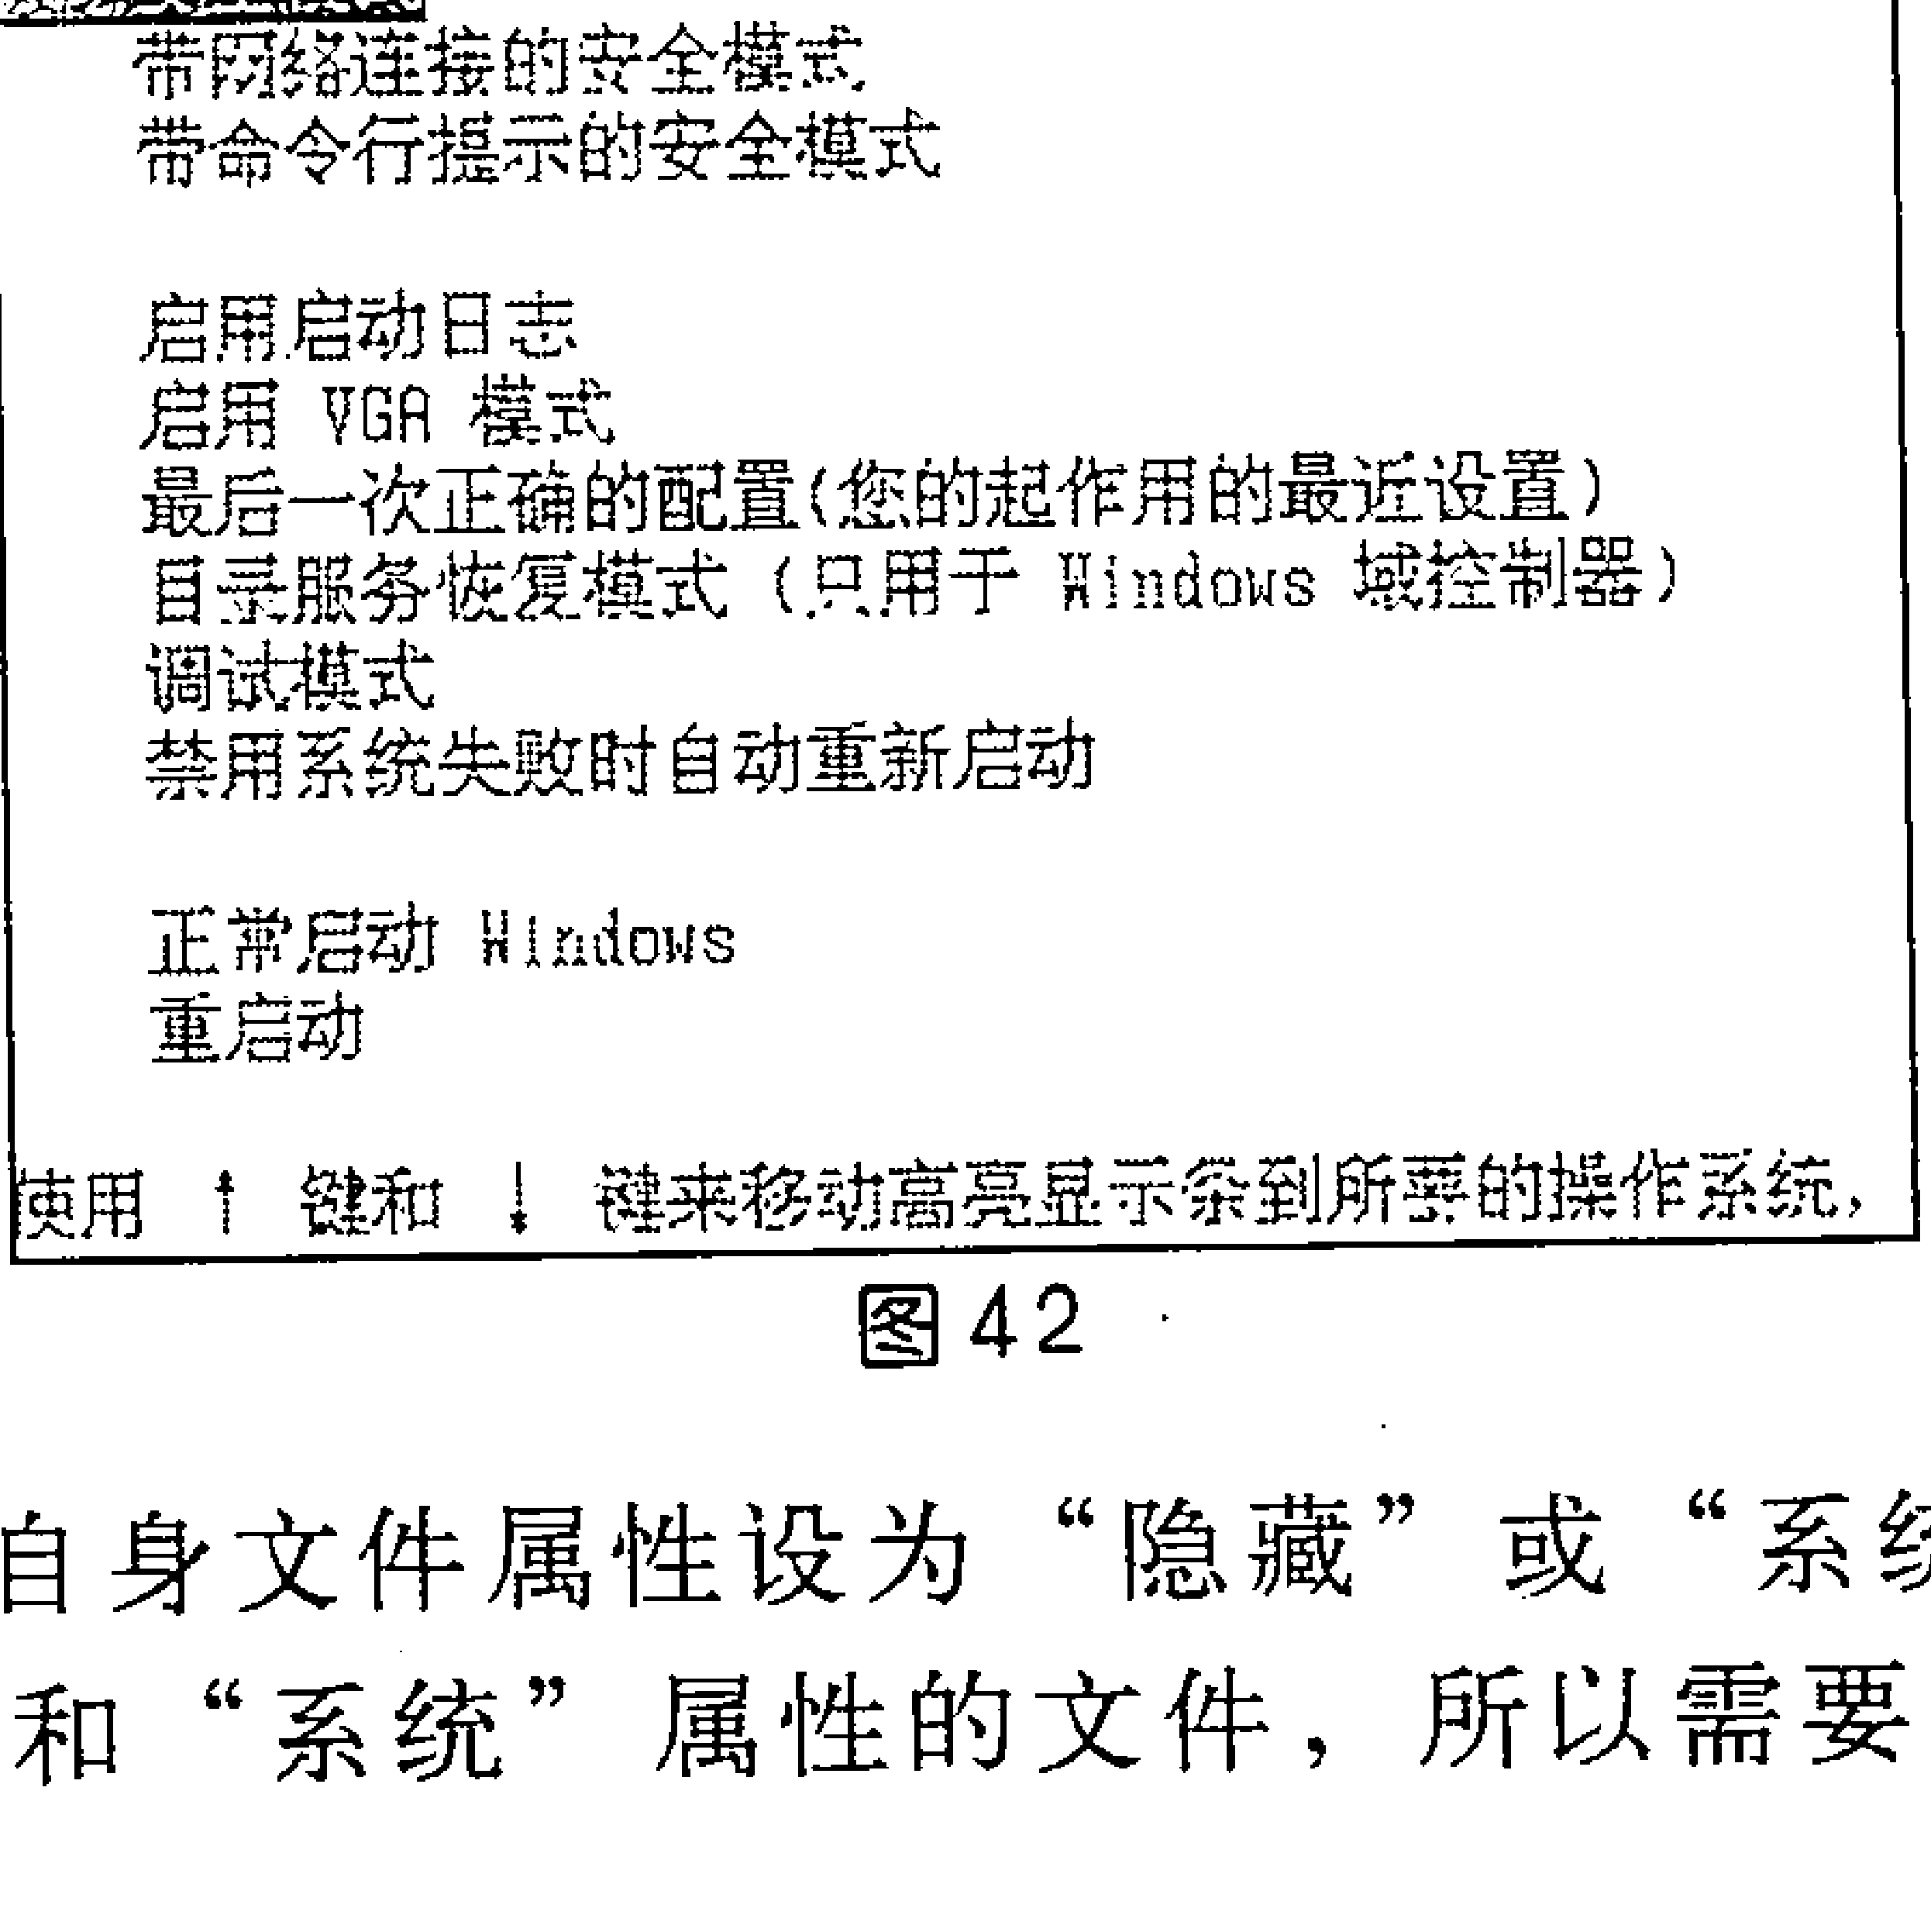 带网络连接的安全模式
带命令行提示的安全模式
启用启动日志
启用 VGA 模式
最后一次正确的配置(您的起作用的最近设置)
目录服务恢复模式 (只用于 Windows 域控制器)
调试模式
禁用系统失败时自动重新启动
正常启动 Windows
重启动
使用 ↑ 键和 ↓ 键来移动高亮显示条到所要的操作系统,
图42
自身文件属性设为“隐藏”或“系统
和“系统”属性的文件，所以需要